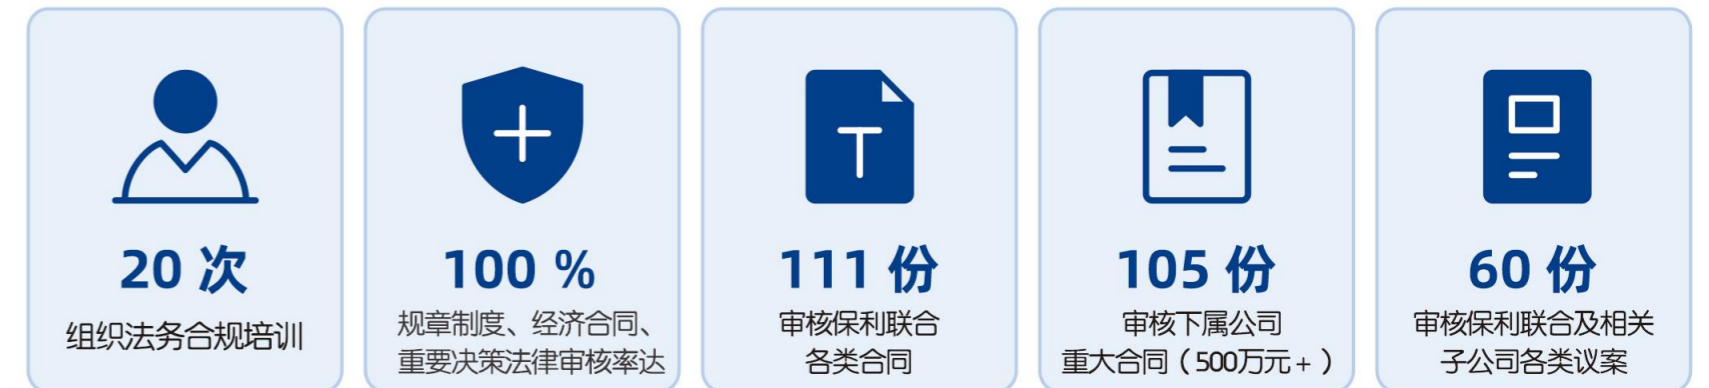 20 次
组织法务合规培训
100 %
规章制度、经济合同、
重要决策法律审核率达
T
111 份
审核保利联合
各类合同
105 份
审核下属公司
重大合同（500万元+）
60 份
审核保利联合及相关
子公司各类议案